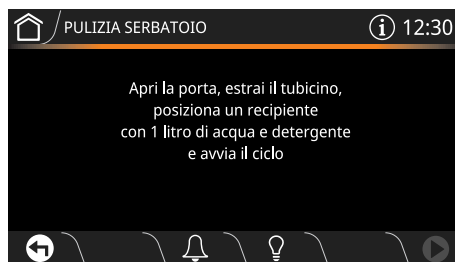 PULIZIA SERBATOIO
i 12:30
Apri la porta, estrai il tubicino,
posiziona un recipiente
con 1 litro di acqua e detergente
e avvia il ciclo